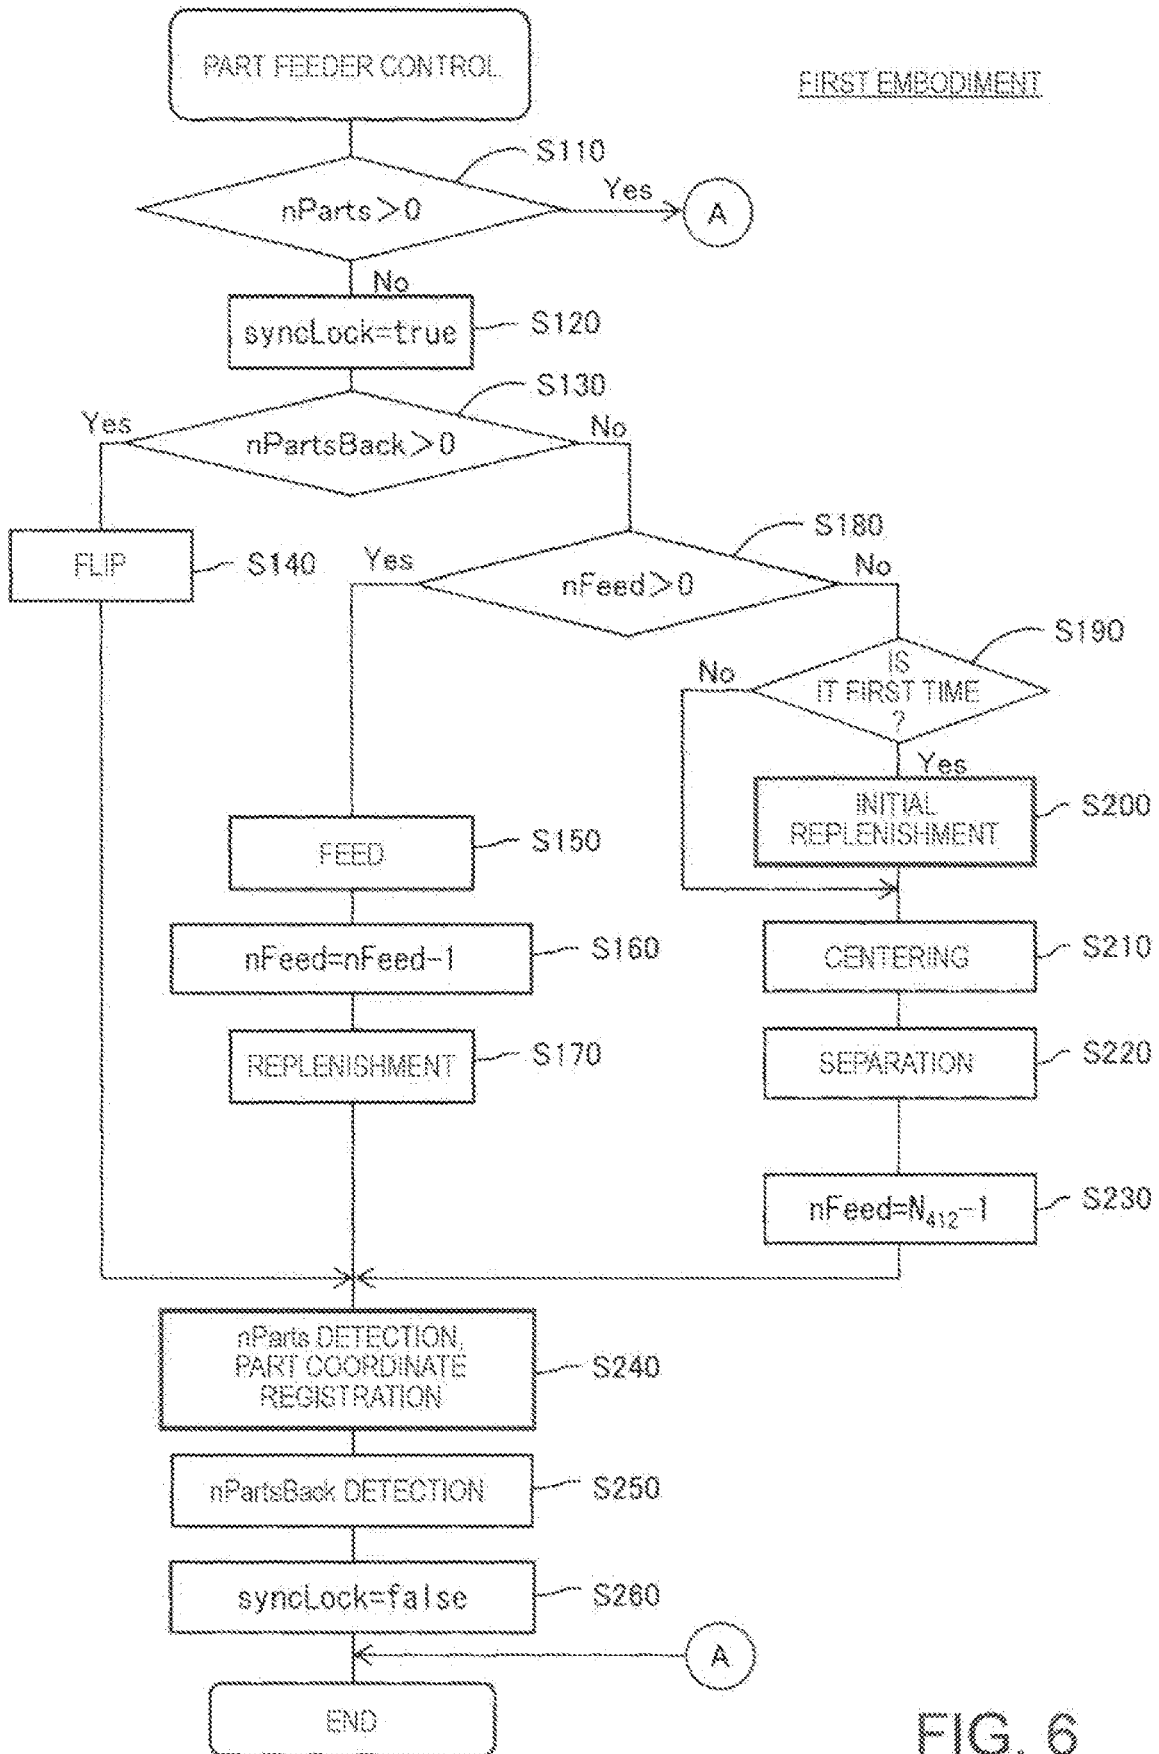 PART FEEDER CONTROL
FIRST EMBODIMENT
S110
nParts>0
Yes
A
No
syncLock=true
S120
S130
Yes
nPartsBack>0
No
FLIP
S140
S180
Yes
nFeed>0
No
S190
No
IS
IT FIRST TIME
?
Yes
INITIAL
REPLENISHMENT
S200
FEED
S150
nFeed=nFeed-1
S160
CENTERING
S210
REPLENISHMENT
S170
SEPARATION
S220
nFeed=N₄₁₂-1
S230
nParts DETECTION,
PART COORDINATE
REGISTRATION
S240
nPartsBack DETECTION
S250
syncLock=false
S260
A
END
FIG. 6